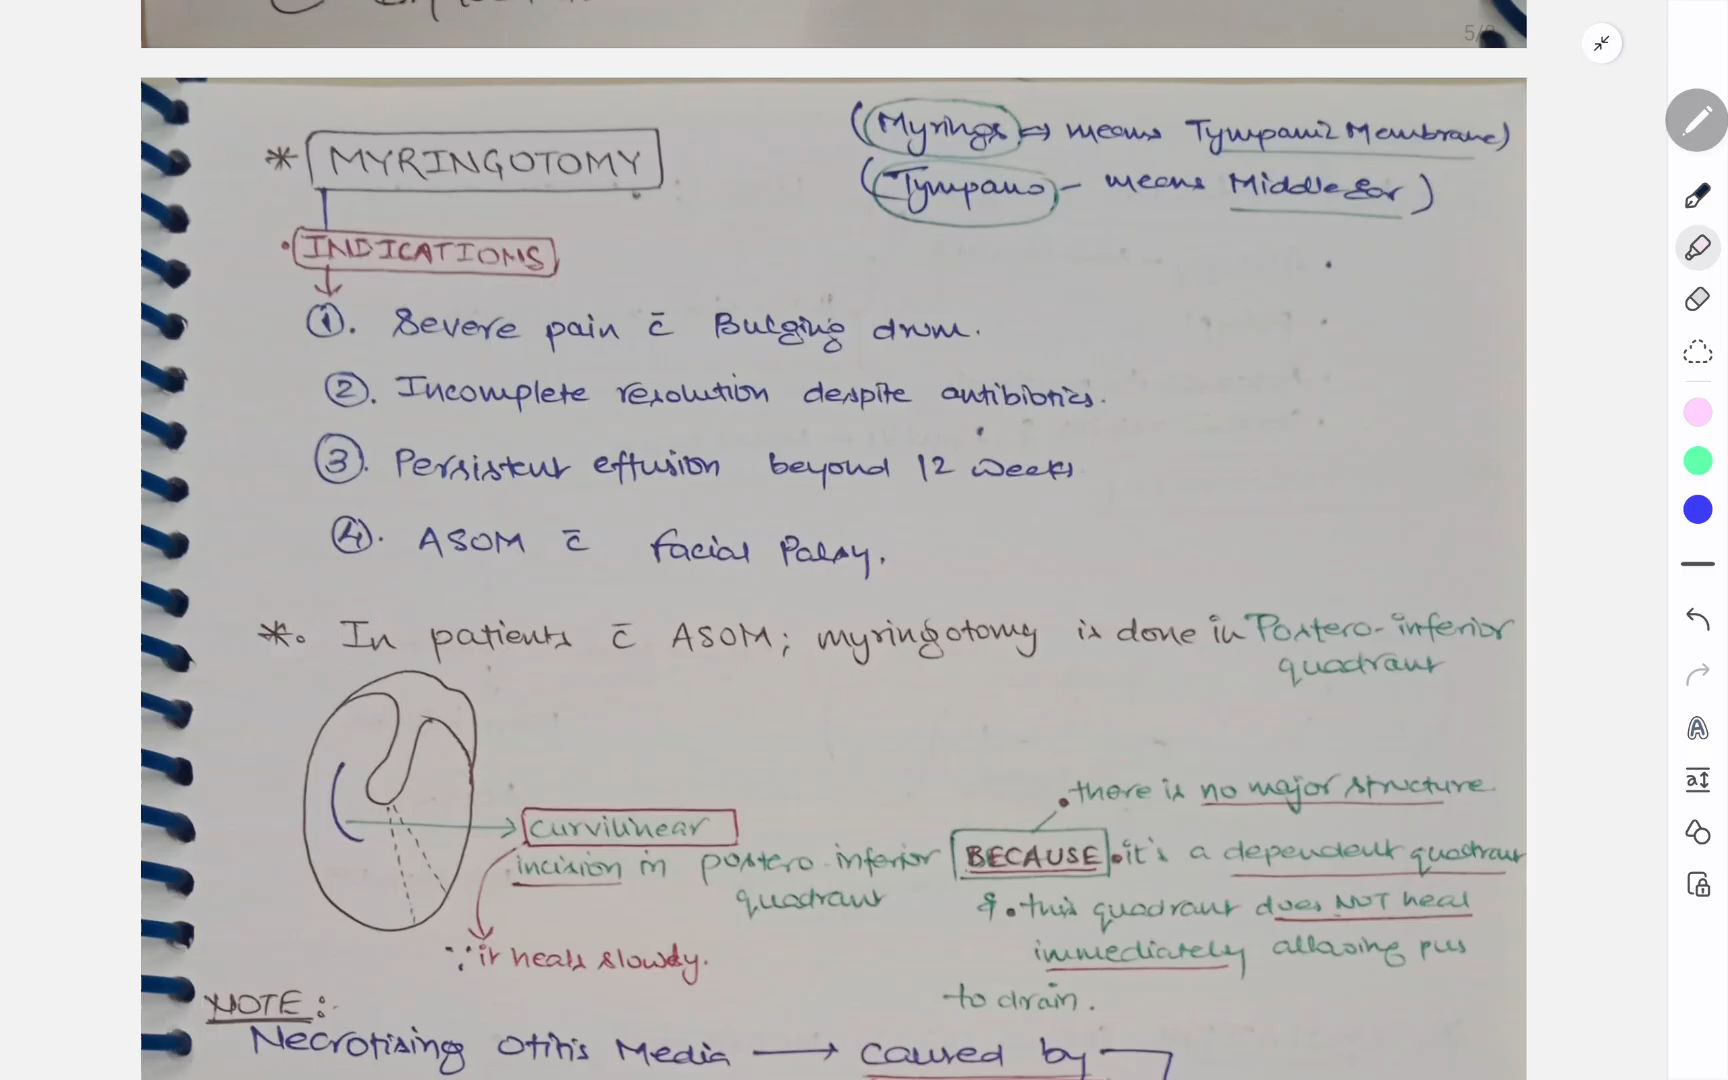 5/
* MYRINGOTOMY
(Myringo ⇔ means Tympanic Membrane)
(Tympano - means Middle Ear)
• INDICATIONS
①. Severe pain c̄ Bulging drum.
②. Incomplete resolution despite antibiotics.
③. Persistent effusion beyond 12 weeks
④. ASOM c̄ facial Palsy.
*. In patients c̄ ASOM; myringotomy is done in Postero-inferior
quadrant
curvilinear
incision in postero inferior
quadrant
∵ it heals slowly.
• there is no major structure.
BECAUSE • it's a dependent quadrant
& • this quadrant does NOT heal
immediately allowing pus
to drain.
NOTE :-
Necrotising Otitis Media → caused by